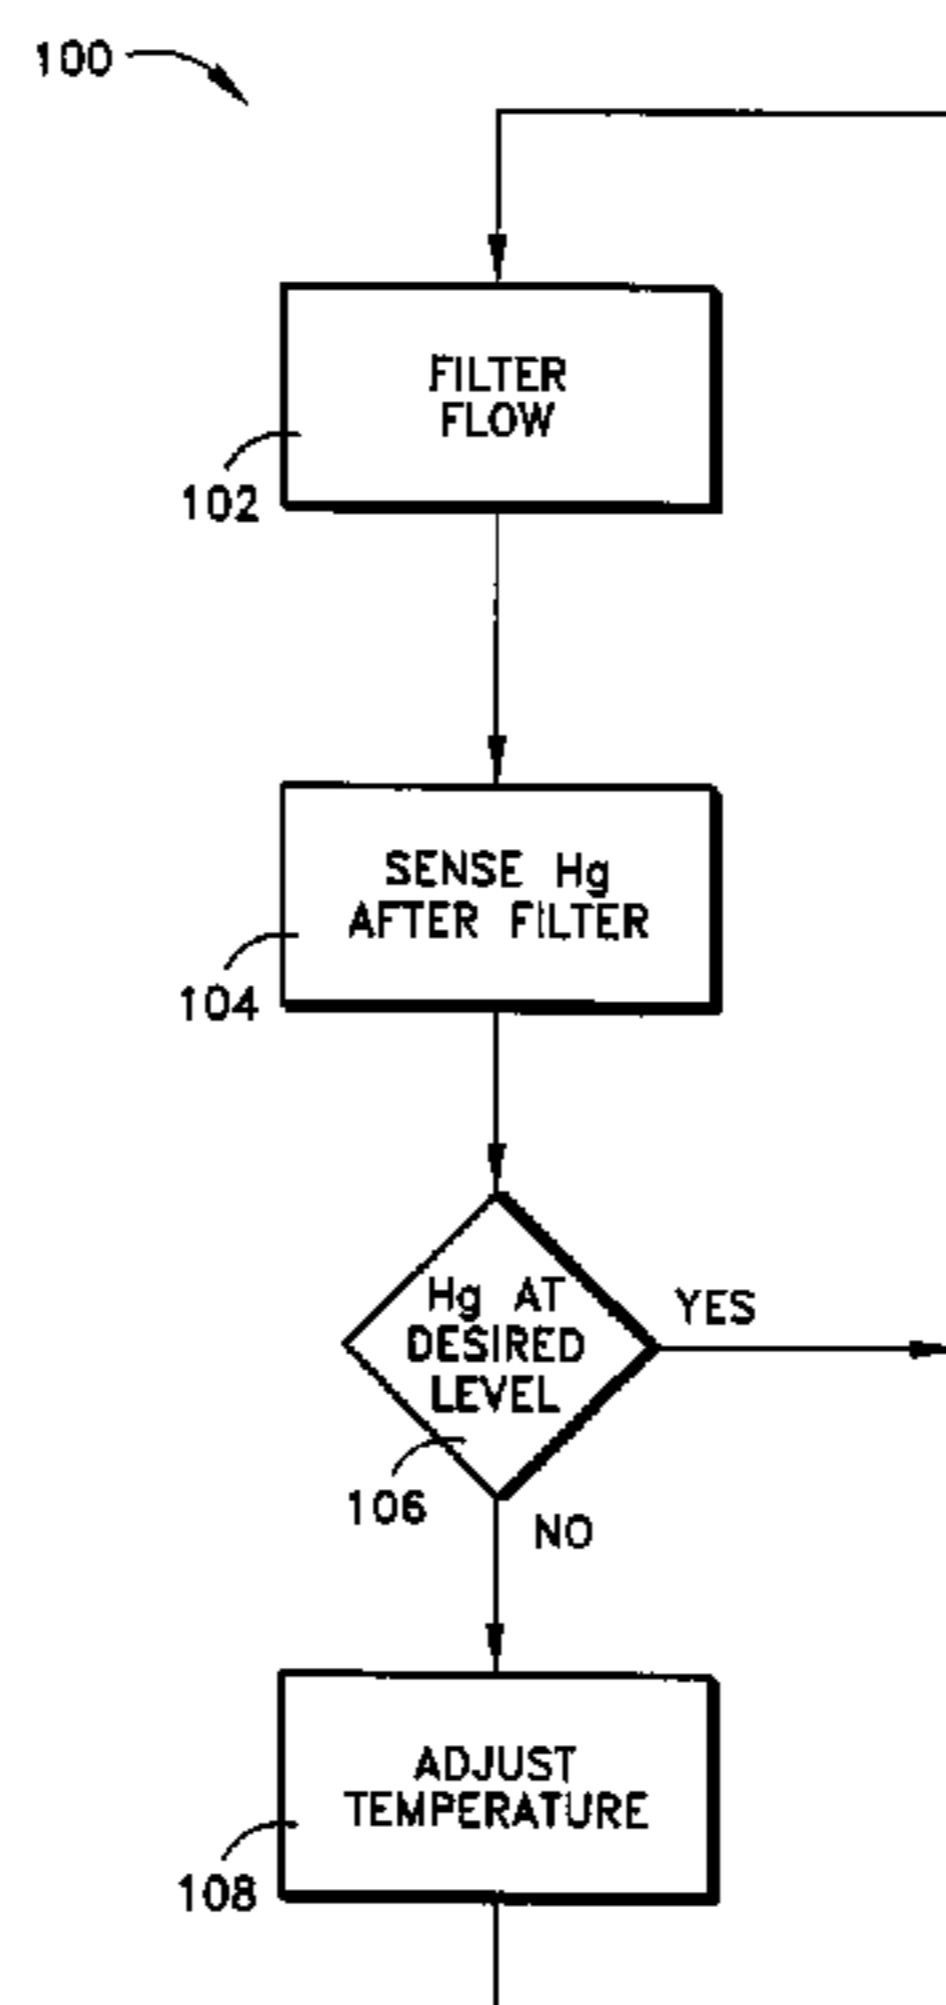 100
FILTER
FLOW
102
SENSE Hg
AFTER FILTER
104
Hg AT
DESIRED
LEVEL
YES
106
NO
ADJUST
TEMPERATURE
108